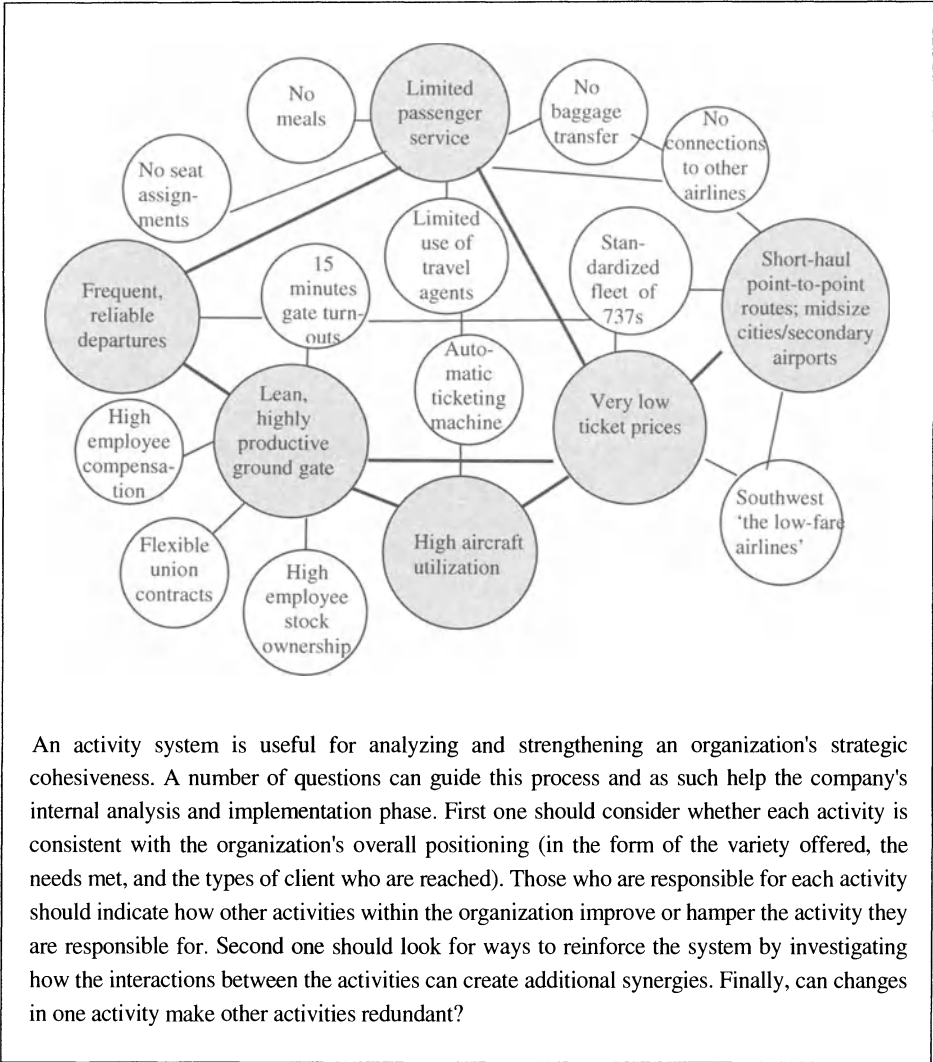 No
meals
Limited
passenger
service
No
baggage
transfer
No
connections
to other
airlines
No seat
assign-
ments
Limited
use of
travel
agents
Stan-
dardized
fleet of
737s
Short-haul
point-to-point
routes; midsize
cities/secondary
airports
Frequent,
reliable
departures
15
minutes
gate turn-
outs
Auto-
matic
ticketing
machine
Lean,
highly
productive
ground gate
Very low
ticket prices
High
employee
compensa-
tion
Southwest
'the low-fare
airlines'
Flexible
union
contracts
High
employee
stock
ownership
High aircraft
utilization
An activity system is useful for analyzing and strengthening an organization's strategic
cohesiveness. A number of questions can guide this process and as such help the company's
internal analysis and implementation phase. First one should consider whether each activity is
consistent with the organization's overall positioning (in the form of the variety offered, the
needs met, and the types of client who are reached). Those who are responsible for each activity
should indicate how other activities within the organization improve or hamper the activity they
are responsible for. Second one should look for ways to reinforce the system by investigating
how the interactions between the activities can create additional synergies. Finally, can changes
in one activity make other activities redundant?